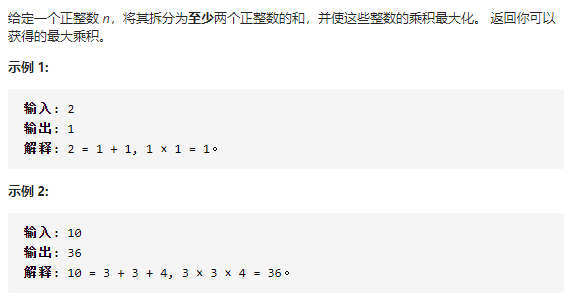 给定一个正整数 n，将其拆分为至少两个正整数的和，并使这些整数的乘积最大化。 返回你可以
获得的最大乘积。
示例 1:
输入: 2
输出: 1
解释: 2 = 1 + 1, 1 × 1 = 1。
示例 2:
输入: 10
输出: 36
解释: 10 = 3 + 3 + 4, 3 × 3 × 4 = 36。